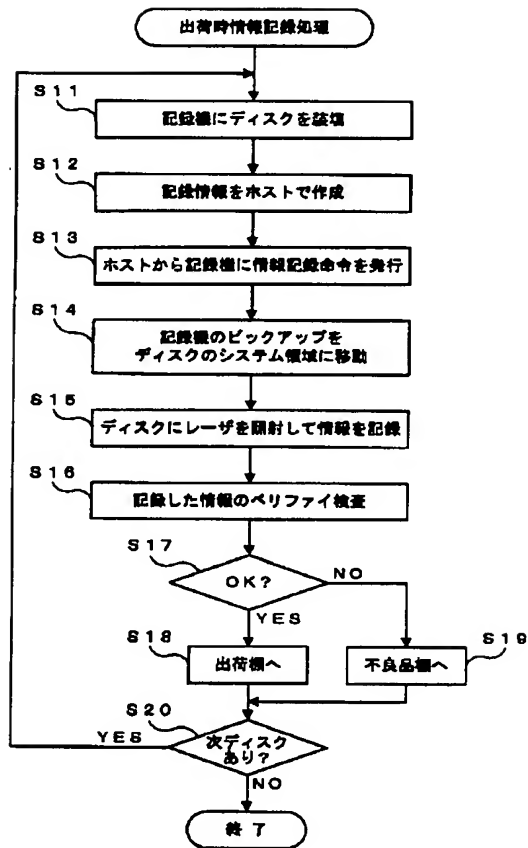 出荷時情報記録処理
S11
記録機にディスクを装填
S12
記録情報をホストで作成
S13
ホストから記録機に情報記録命令を発行
S14
記録機のピックアップを
ディスクのシステム領域に移動
S15
ディスクにレーザを照射して情報を記録
S16
記録した情報のベリファイ検査
S17
OK?
NO
YES
S18
出荷棚へ
S19
不良品棚へ
S20
YES
次ディスク
あり?
NO
終了